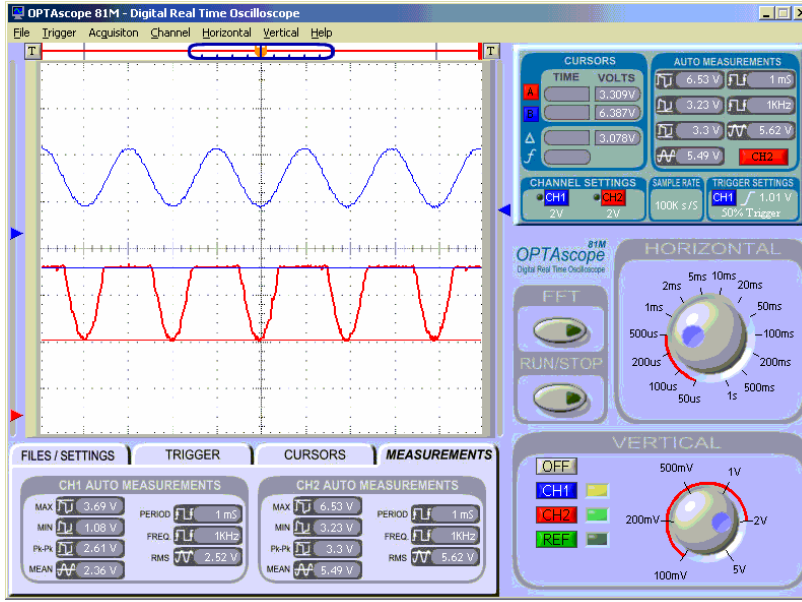 OPTAscope 81M - Digital Real Time Oscilloscope
File Trigger Acquisiton Channel Horizontal Vertical Help
T T
CURSORS
TIME VOLTS
A 3.309V
B 6.387V
Δ 3.078V
f
AUTO MEASUREMENTS
6.53 V 1 mS
3.23 V 1KHz
3.3 V 5.62 V
5.49 V CH2
CHANNEL SETTINGS
CH1 CH2
2V 2V
SAMPLE RATE
100K s/S
TRIGGER SETTINGS
CH1 1.01 V
50% Trigger
81M
OPTAscope
Digital Real Time Oscilloscope
FFT
RUN/STOP
HORIZONTAL
5ms 10ms
2ms 20ms
1ms 50ms
500us 100ms
200us 200ms
100us 500ms
50us 1s
FILES / SETTINGS TRIGGER CURSORS MEASUREMENTS
CH1 AUTO MEASUREMENTS
MAX 3.69 V PERIOD 1 mS
MIN 1.08 V FREQ. 1KHz
Pk-Pk 2.61 V RMS 2.52 V
MEAN 2.36 V
CH2 AUTO MEASUREMENTS
MAX 6.53 V PERIOD 1 mS
MIN 3.23 V FREQ. 1KHz
Pk-Pk 3.3 V RMS 5.62 V
MEAN 5.49 V
VERTICAL
OFF
CH1
CH2
REF
500mV 1V
200mV 2V
100mV 5V